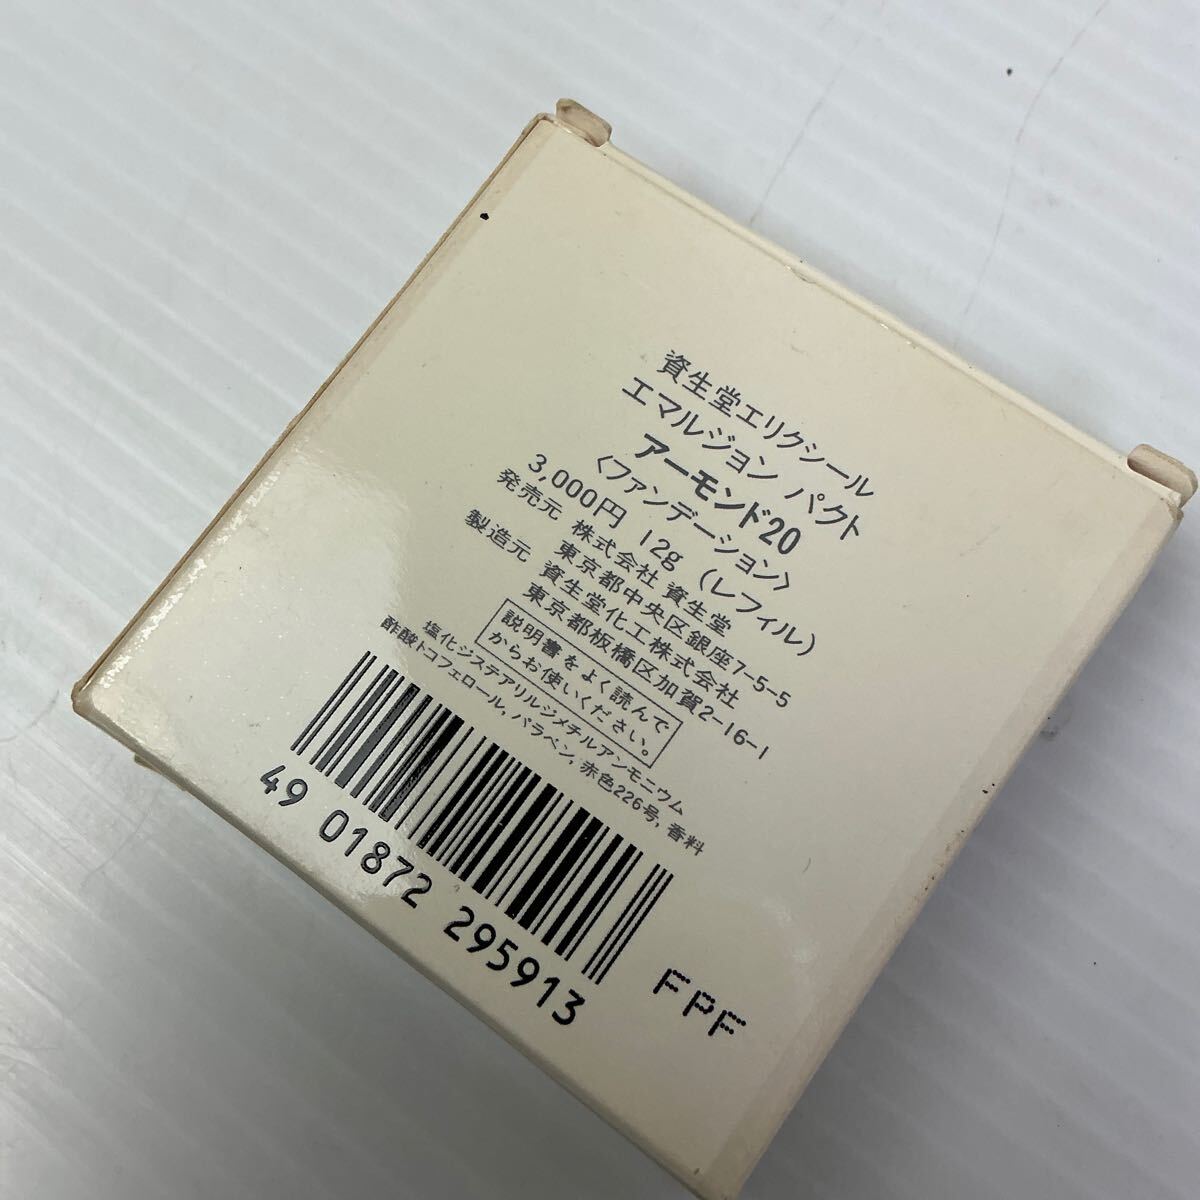 資生堂エリクシール
エマルジョン パクト
アーモンド20
〈ファンデーション〉
3,000円 12g (レフィル)
発売元 株式会社 資生堂
東京都中央区銀座7-5-5
製造元 資生堂化工株式会社
東京都板橋区加賀2-16-1
説明書をよく読んで
からお使いください。
塩化ジステアリルジメチルアンモニウム
酢酸トコフェロール, パラベン, 赤色226号, 香料
49 01872 295913
FPF